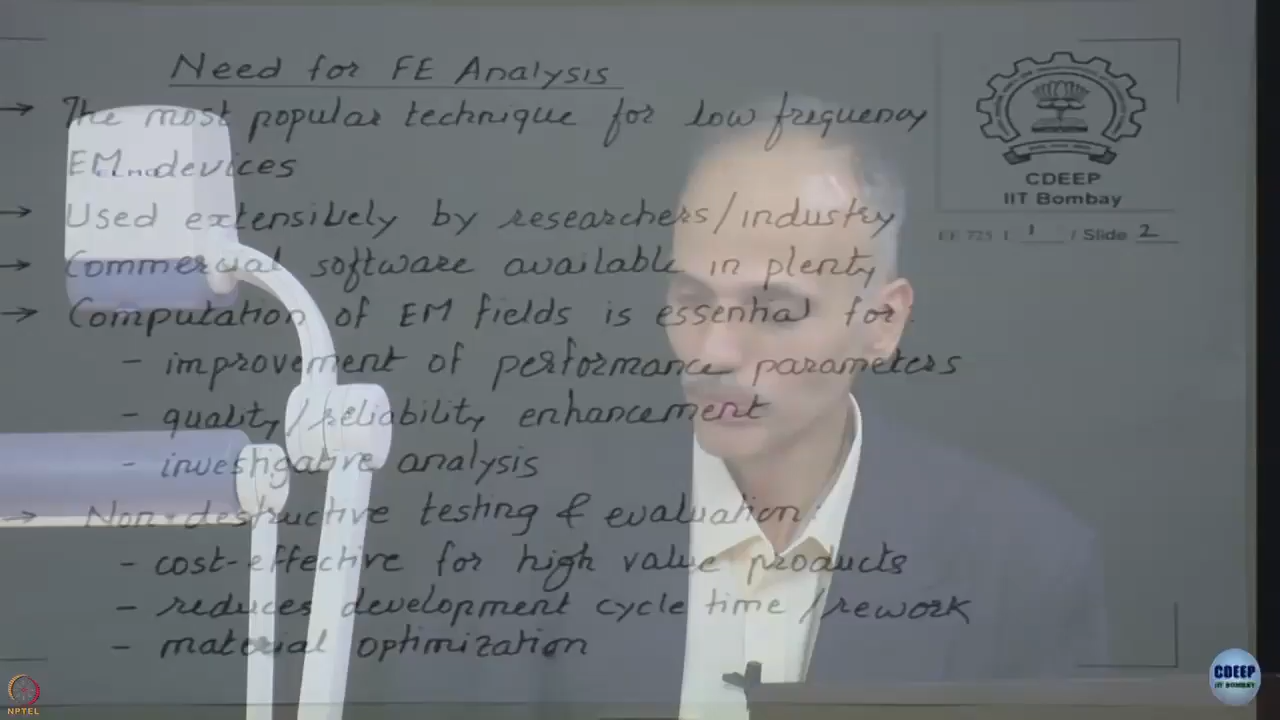 Need for FE Analysis
→ The most popular technique for low frequency
EM devices
→ Used extensively by researchers/industry
→ Commercial software available in plenty
→ Computation of EM fields is essential for:
- improvement of performance parameters
- quality/reliability enhancement
- investigative analysis
→ Non-destructive testing & evaluation:
- cost-effective for high value products
- reduces development cycle time /rework
- material optimization
CDEEP
IIT Bombay
EE 725 L 1 / Slide 2
NPTEL
CDEEP
IIT BOMBAY